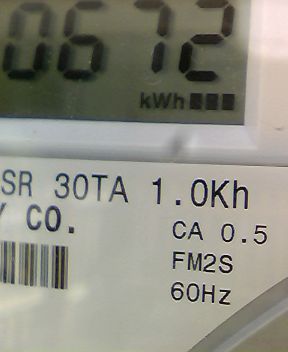 0672
kWh
SR 30TA 1.0Kh
Y CO.
CA 0.5
FM2S
60Hz